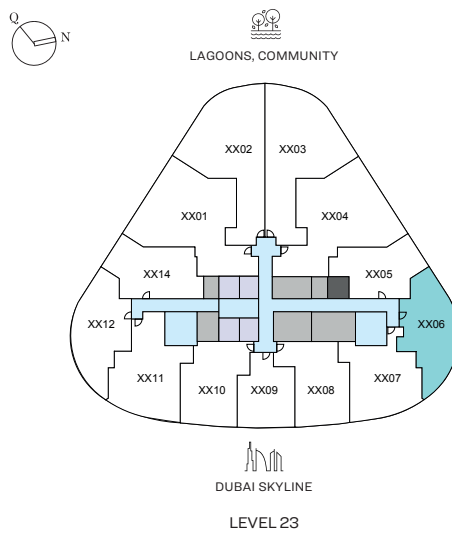 Q
N
LAGOONS, COMMUNITY
XX02 XX03
XX01 XX04
XX14 XX05
XX12 XX06
XX11 XX10 XX09 XX08 XX07
DUBAI SKYLINE
LEVEL 23